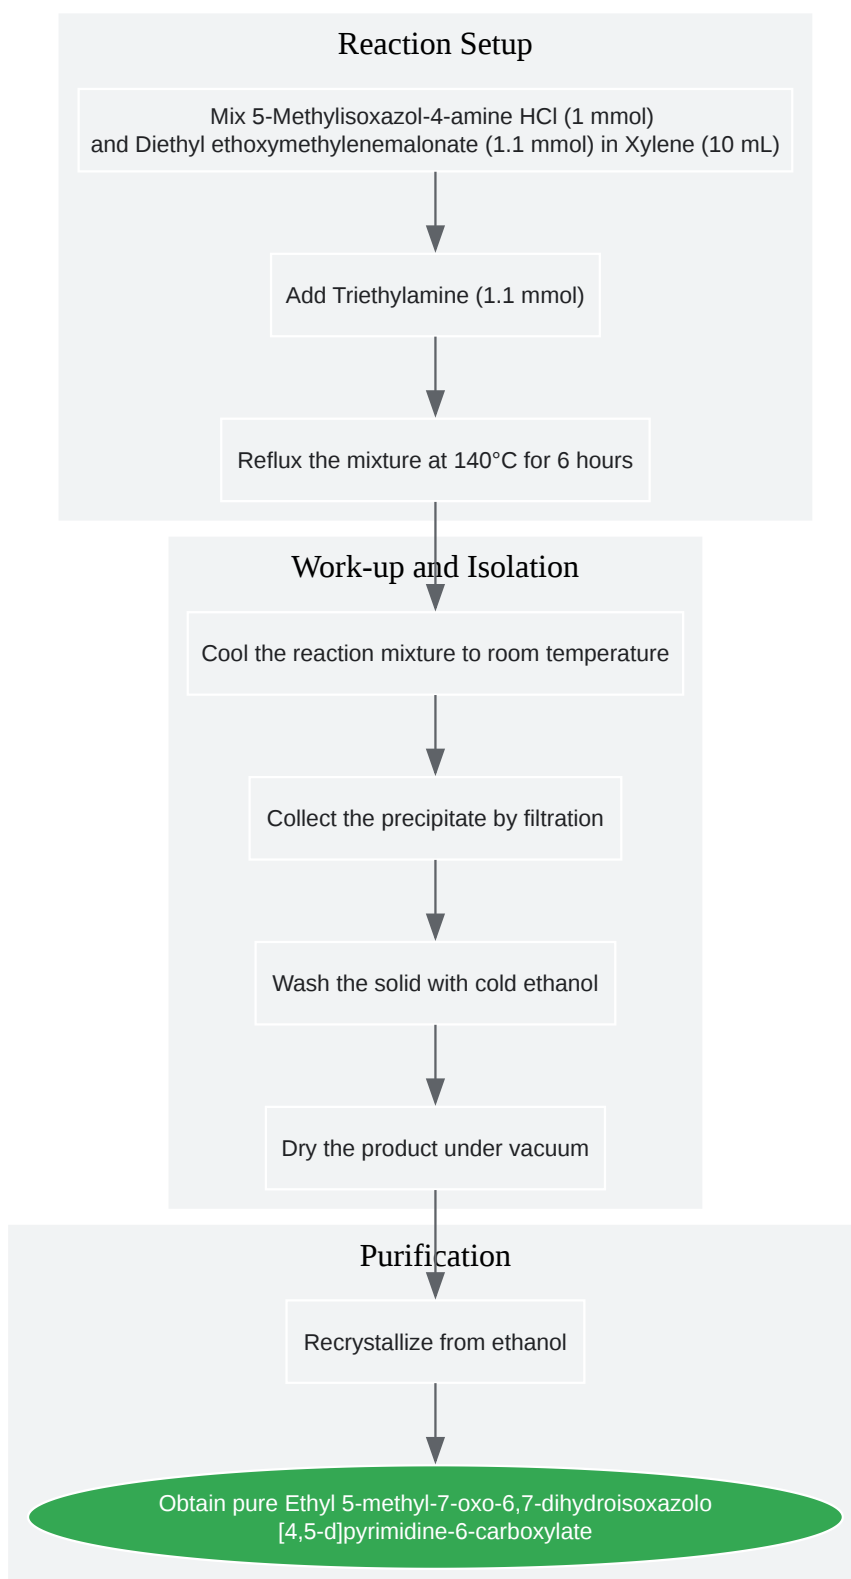 Reaction Setup
Mix 5-Methylisoxazol-4-amine HCl (1 mmol)
and Diethyl ethoxymethylenemalonate (1.1 mmol) in Xylene (10 mL)
Add Triethylamine (1.1 mmol)
Reflux the mixture at 140°C for 6 hours
Work-up and Isolation
Cool the reaction mixture to room temperature
Collect the precipitate by filtration
Wash the solid with cold ethanol
Dry the product under vacuum
Purification
Recrystallize from ethanol
Obtain pure Ethyl 5-methyl-7-oxo-6,7-dihydroisoxazolo
[4,5-d]pyrimidine-6-carboxylate